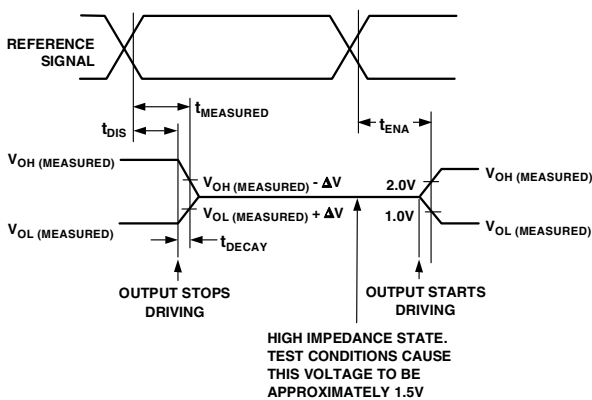 REFERENCE
SIGNAL
tMEASURED
tDIS
tENA
VOH (MEASURED)
VOH (MEASURED) - ΔV
2.0V
VOH (MEASURED)
VOL (MEASURED)
VOL (MEASURED) + ΔV
1.0V
VOL (MEASURED)
tDECAY
OUTPUT STOPS
DRIVING
OUTPUT STARTS
DRIVING
HIGH IMPEDANCE STATE.
TEST CONDITIONS CAUSE
THIS VOLTAGE TO BE
APPROXIMATELY 1.5V